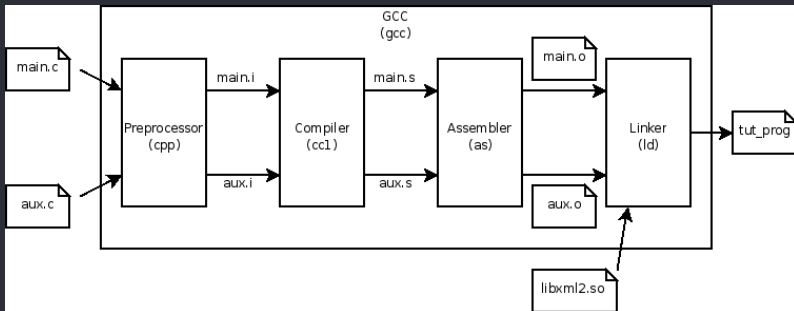 GCC
(gcc)
main.c
main.i
main.s
main.o
Preprocessor
(cpp)
Compiler
(cc1)
Assembler
(as)
Linker
(ld)
tut_prog
aux.c
aux.i
aux.s
aux.o
libxml2.so